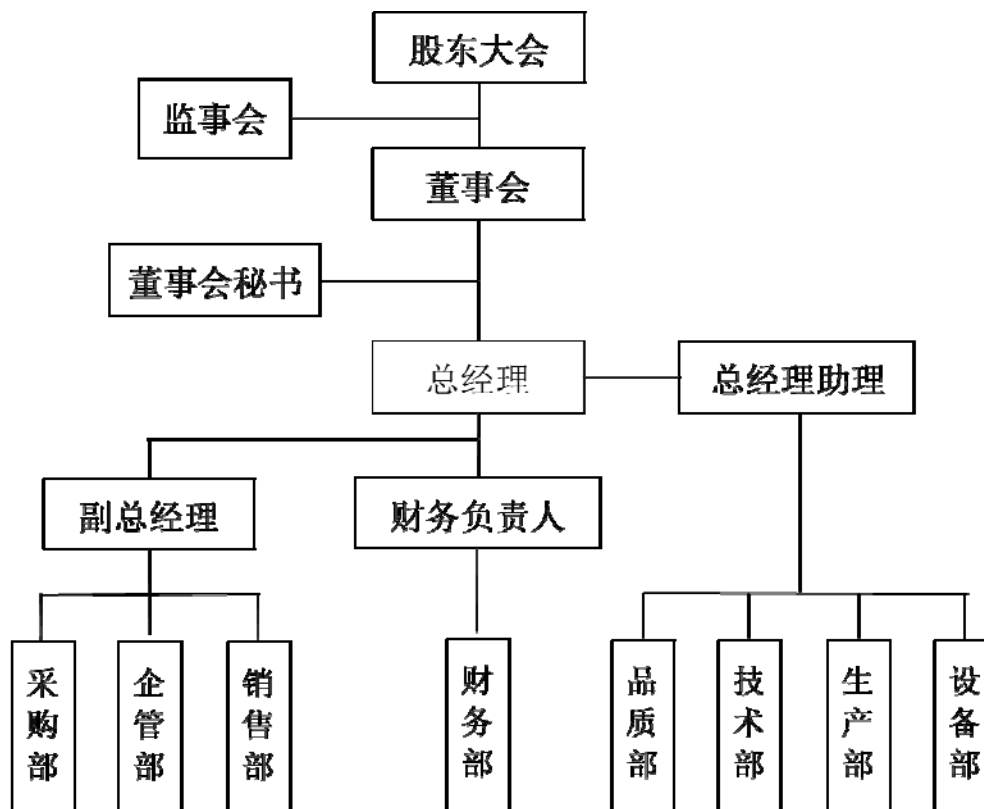 股东大会
监事会
董事会
董事会秘书
总经理
总经理助理
副总经理
财务负责人
采购部
企管部
销售部
财务部
品质部
技术部
生产部
设备部